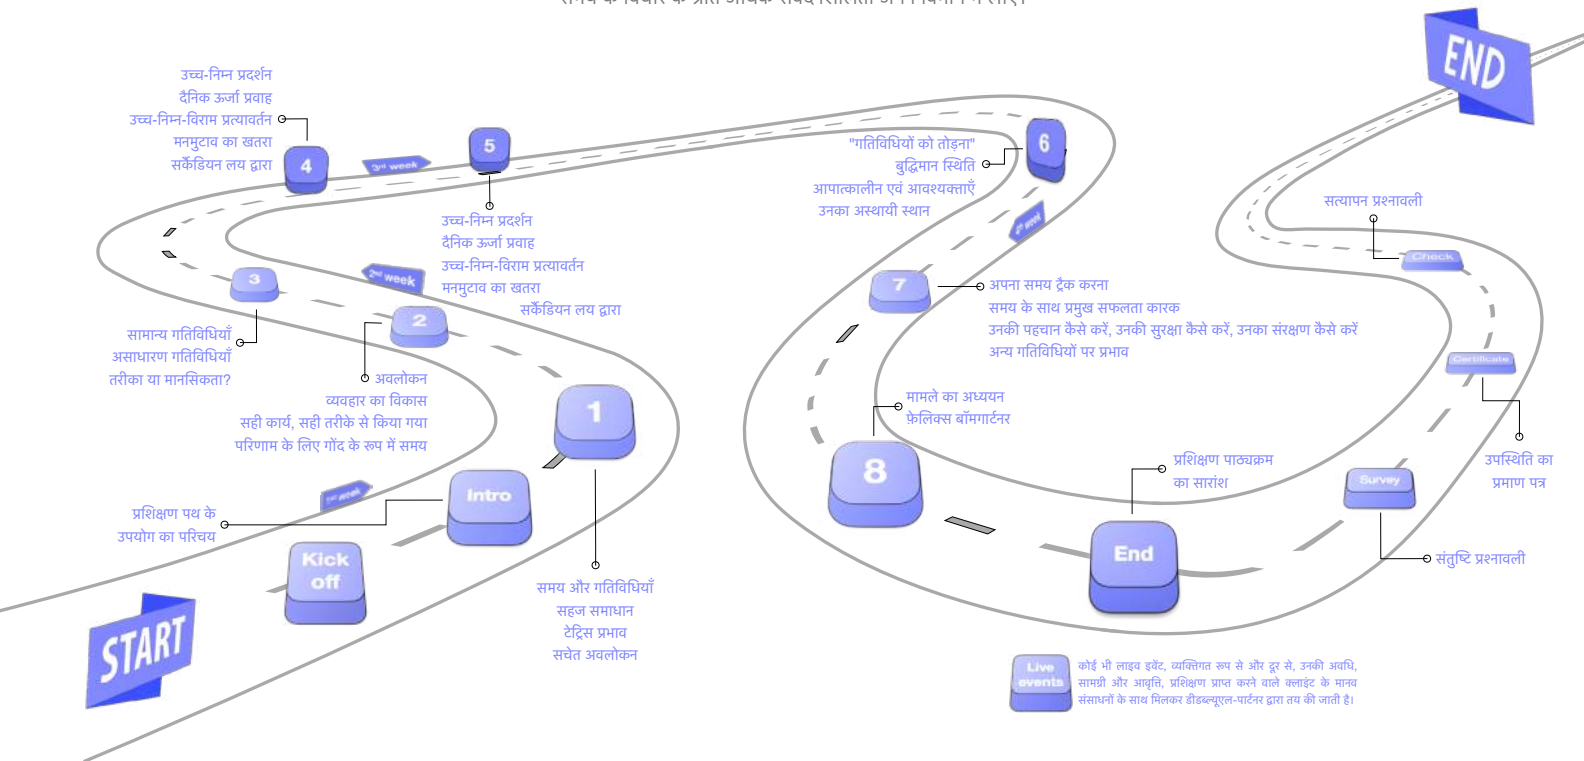 END
उच्च-निम्न प्रदर्शन
दैनिक ऊर्जा प्रवाह
उच्च-निम्न-विराम प्रत्यावर्तन
मनमुटाव का खतरा
सर्केडियन लय द्वारा
4
3rd week
5
उच्च-निम्न प्रदर्शन
दैनिक ऊर्जा प्रवाह
उच्च-निम्न-विराम प्रत्यावर्तन
मनमुटाव का खतरा
सर्केडियन लय द्वारा
"गतिविधियों को तोड़ना"
बुद्धिमान स्थिति
आपात्कालीन एवं आवश्यक्ताएँ
उनका अस्थायी स्थान
6
4th week
सत्यापन प्रश्नावली
Check
3
2nd week
2
सामान्य गतिविधियाँ
असाधारण गतिविधियाँ
तरीका या मानसिकता?
अवलोकन
व्यवहार का विकास
सही कार्य, सही तरीके से किया गया
परिणाम के लिए गोंद के रूप में समय
7
अपना समय ट्रैक करना
समय के साथ प्रमुख सफलता कारक
उनकी पहचान कैसे करें, उनकी सुरक्षा कैसे करें, उनका संरक्षण कैसे करें
अन्य गतिविधियों पर प्रभाव
Certificate
1
मामले का अध्ययन
फ़ेलिक्स बॉमगार्टनर
8
प्रशिक्षण पाठ्यक्रम
का सारांश
उपस्थिति का
प्रमाण पत्र
Survey
1st week
Intro
प्रशिक्षण पथ के
उपयोग का परिचय
Kick
off
End
संतुष्टि प्रश्नावली
समय और गतिविधियाँ
सहज समाधान
टेट्रिस प्रभाव
सचेत अवलोकन
START
Live
events
कोई भी लाइव इवेंट, व्यक्तिगत रूप से और दूर से, उनकी अवधि,
सामग्री और आवृत्ति, प्रशिक्षण प्राप्त करने वाले क्लाइंट के मानव
संसाधनों के साथ मिलकर डीडब्ल्यूएल-पार्टनर द्वारा तय की जाती है।